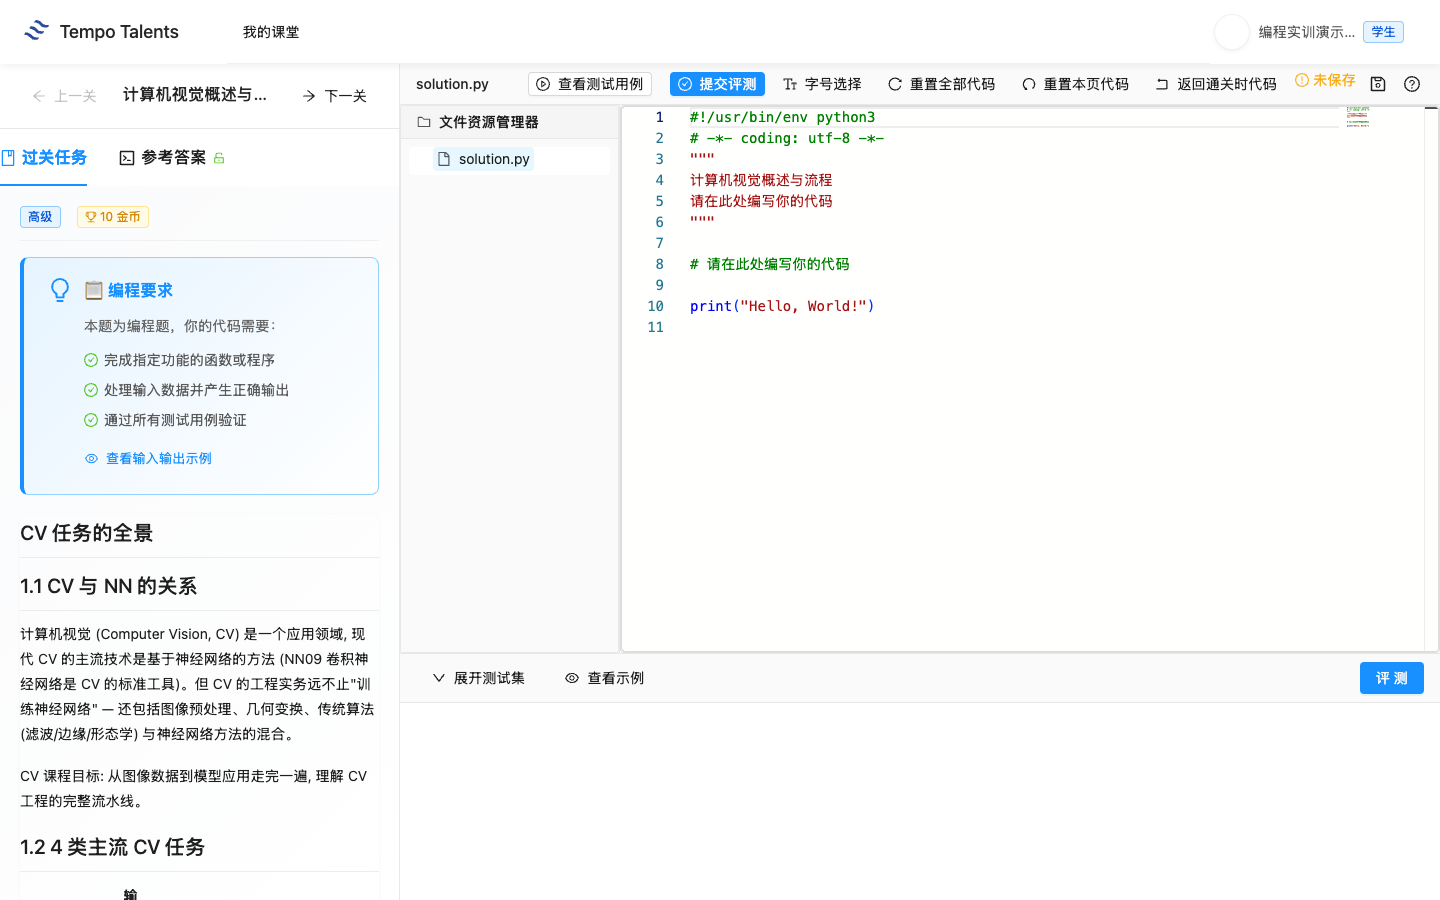 Tempo Talents
我的课堂
编程实训演示...
学生
上一关
计算机视觉概述与...
下一关
solution.py
查看测试用例
提交评测
字号选择
重置全部代码
重置本页代码
返回通关时代码
未保存
过关任务
参考答案
高级
10 金币
编程要求
本题为编程题，你的代码需要：
完成指定功能的函数或程序
处理输入数据并产生正确输出
通过所有测试用例验证
查看输入输出示例
CV 任务的全景
1.1 CV 与 NN 的关系
计算机视觉 (Computer Vision, CV) 是一个应用领域, 现
代 CV 的主流技术是基于神经网络的方法 (NN09 卷积神
经网络是 CV 的标准工具)。但 CV 的工程实务远不止"训
练神经网络" — 还包括图像预处理、几何变换、传统算法
(滤波/边缘/形态学) 与神经网络方法的混合。
CV 课程目标: 从图像数据到模型应用走完一遍, 理解 CV
工程的完整流水线。
1.2 4 类主流 CV 任务
输
文件资源管理器
solution.py
1 #!/usr/bin/env python3
2 # -*- coding: utf-8 -*-
3 """
4 计算机视觉概述与流程
5 请在此处编写你的代码
6 """
7
8 # 请在此处编写你的代码
9
10 print("Hello, World!")
11
展开测试集
查看示例
评 测